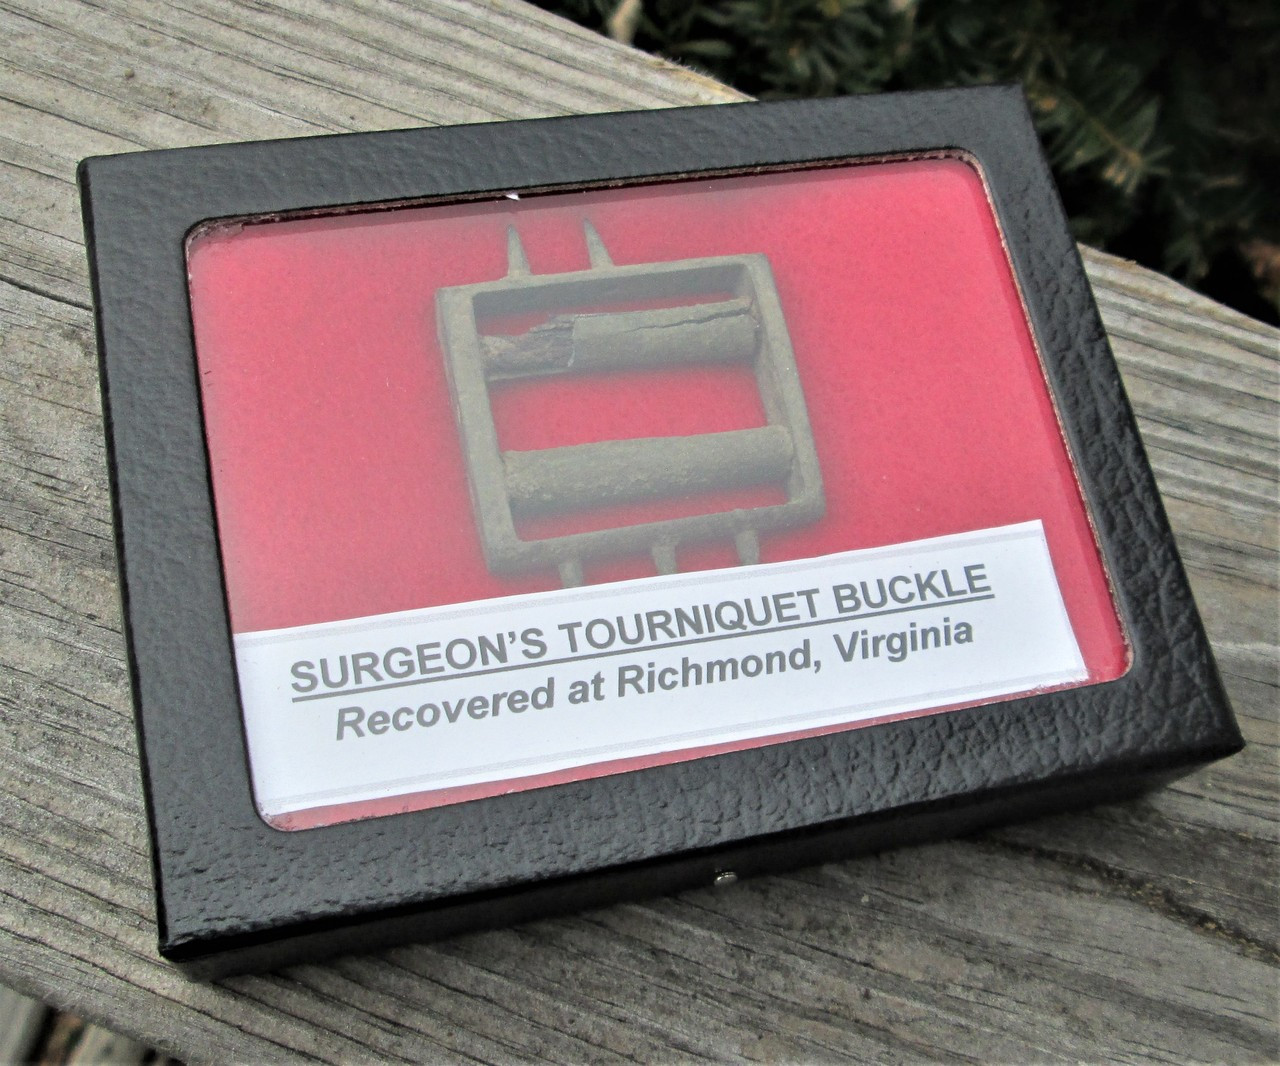 SURGEON'S TOURNIQUET BUCKLE
Recovered at Richmond, Virginia